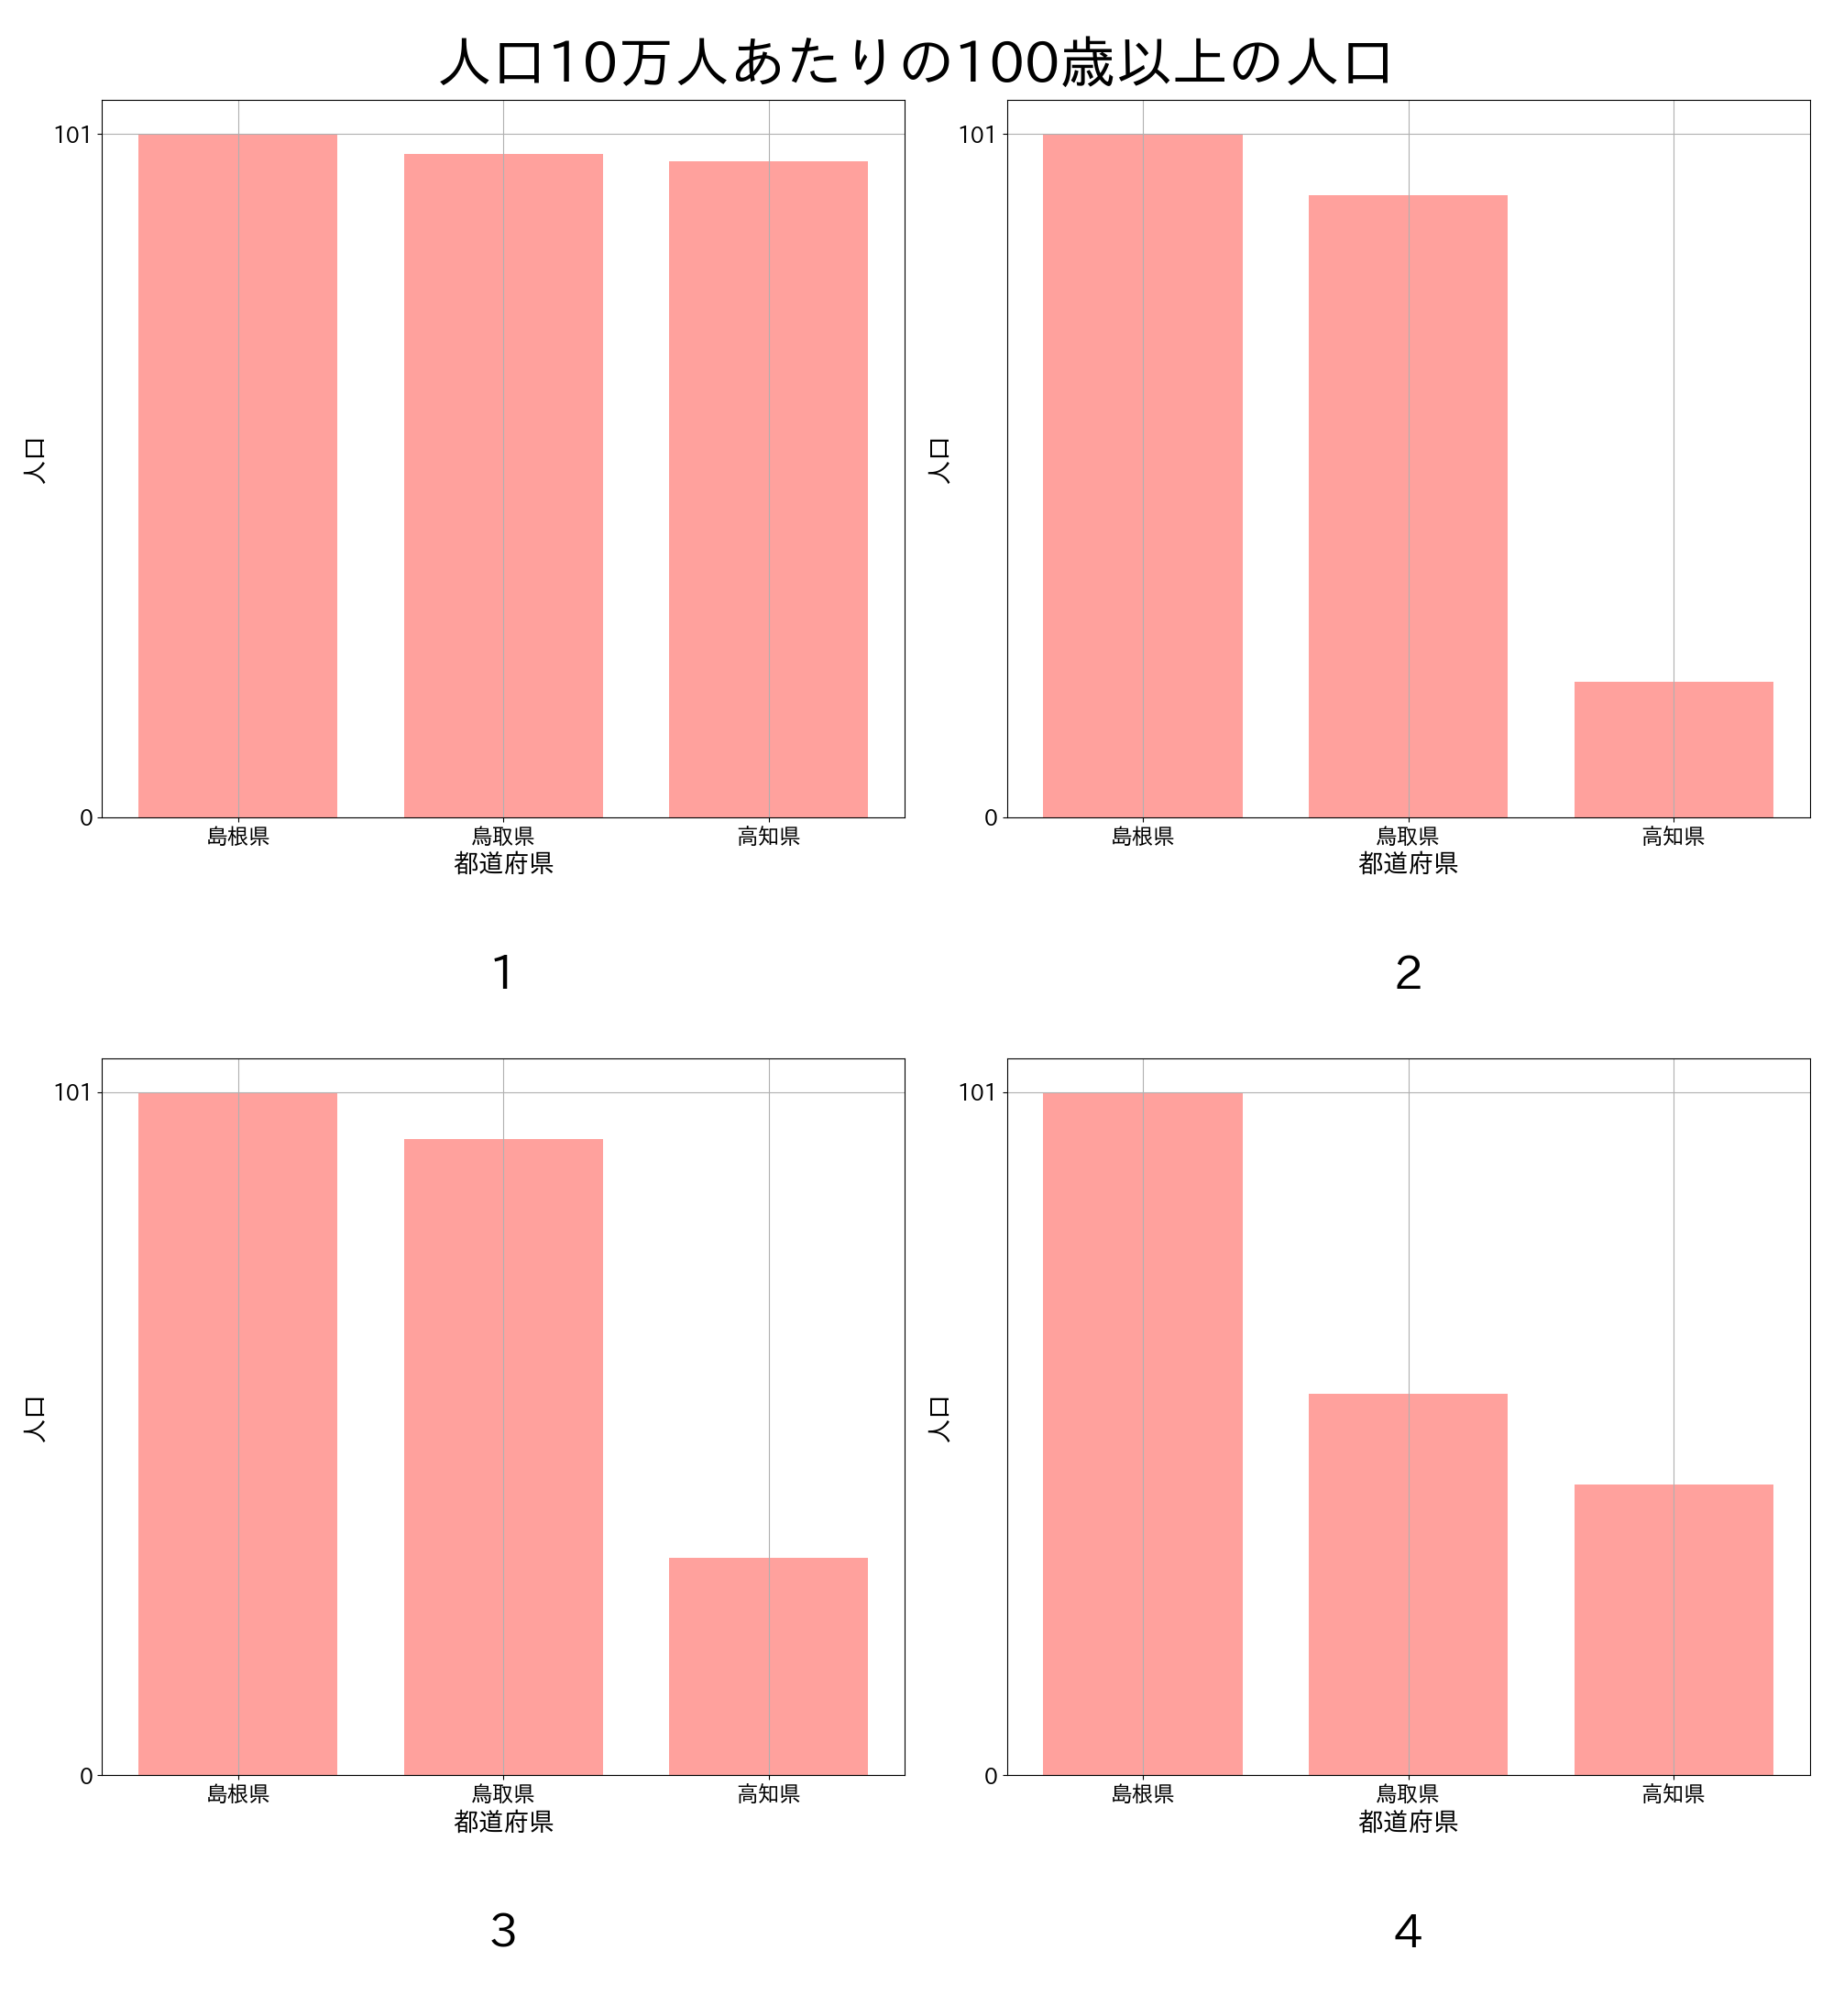 人口10万人あたりの100歳以上の人口
101
0
人口
島根県 鳥取県 高知県
都道府県
1
101
0
人口
島根県 鳥取県 高知県
都道府県
2
101
0
人口
島根県 鳥取県 高知県
都道府県
3
101
0
人口
島根県 鳥取県 高知県
都道府県
4